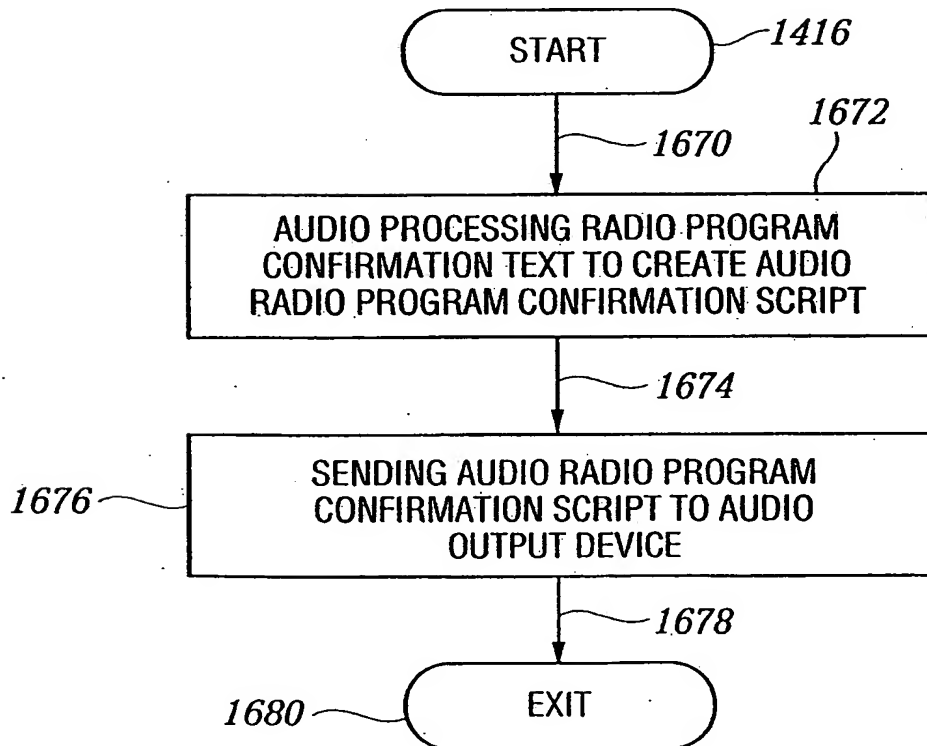 START
1416
1670
1672
AUDIO PROCESSING RADIO PROGRAM
CONFIRMATION TEXT TO CREATE AUDIO
RADIO PROGRAM CONFIRMATION SCRIPT
1674
1676
SENDING AUDIO RADIO PROGRAM
CONFIRMATION SCRIPT TO AUDIO
OUTPUT DEVICE
1678
EXIT
1680